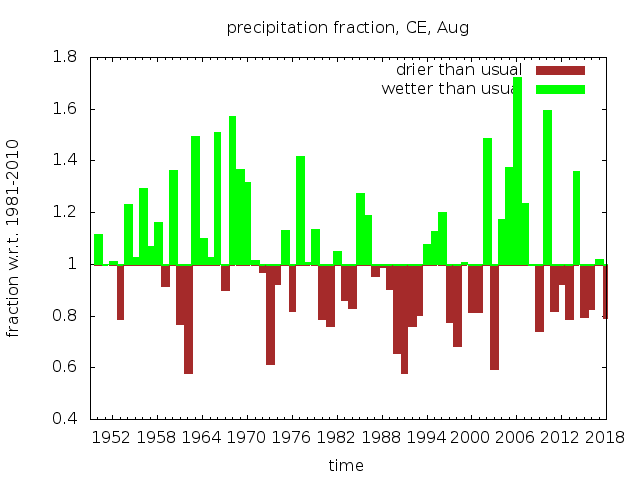 precipitation fraction, CE, Aug
fraction w.r.t. 1981-2010
1.8
1.6
1.4
1.2
1
0.8
0.6
0.4
drier than usual
wetter than usual
1952 1958 1964 1970 1976 1982 1988 1994 2000 2006 2012 2018
time